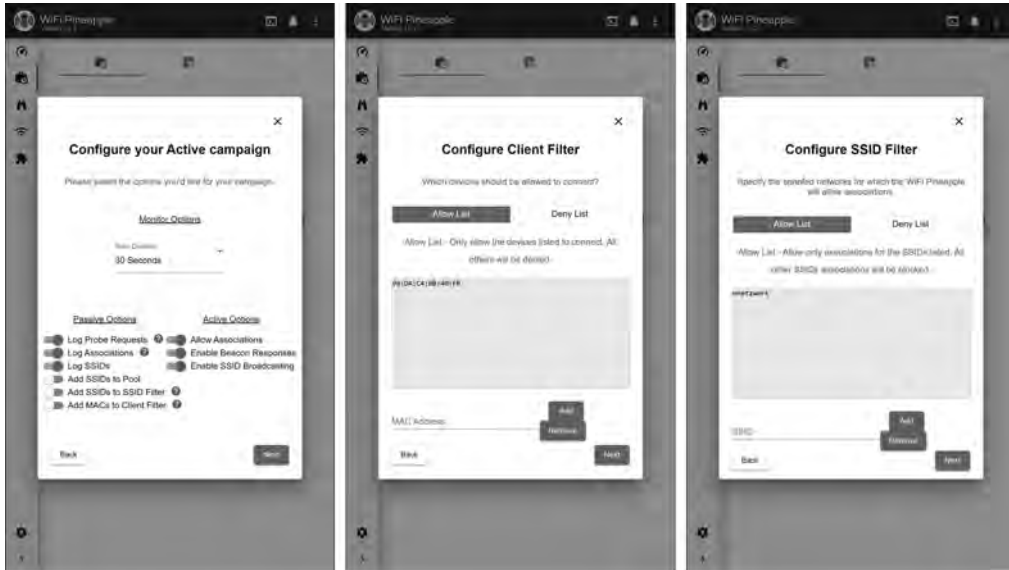 WiFi Pineapple
Configure your Active campaign
Please select the options you'd like for your campaign.
Monitor Options
30 Seconds
Passive Options
Active Options
Log Probe Requests
Allow Associations
Log Associations
Enable Beacon Responses
Log SSIDs
Enable SSID Broadcasting
Add SSIDs to Pool
Add SSIDs to SSID Filter
Add MACs to Client Filter
Back
Next
WiFi Pineapple
Configure Client Filter
Which devices should be allowed to connect?
Allow List
Deny List
Allow List - Only allow the devices listed to connect. All
others will be denied.
MAC Address
Add
Remove
Back
Next
WiFi Pineapple
Configure SSID Filter
Specify the spoofed networks for which the WiFi Pineapple
will allow associations.
Allow List
Deny List
Allow List - Allow only associations for the SSIDs listed. All
other SSIDs associations will be blocked.
SSID
Add
Remove
Back
Next